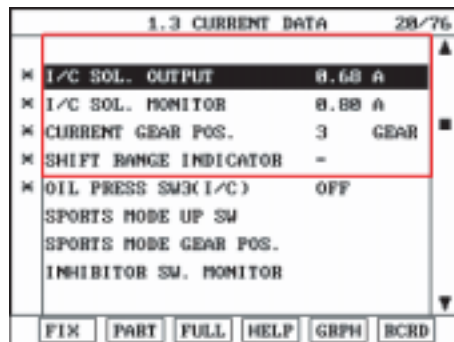 1.3 CURRENT DATA 20/76
× I/C SOL. OUTPUT 0.68 A
× I/C SOL. MONITOR 0.80 A
× CURRENT GEAR POS. 3 GEAR
× SHIFT RANGE INDICATOR -
× OIL PRESS SW3(I/C) OFF
SPORTS MODE UP SW
SPORTS MODE GEAR POS.
INHIBITOR SW. MONITOR
FIX PART FULL HELP GRPH RCRD